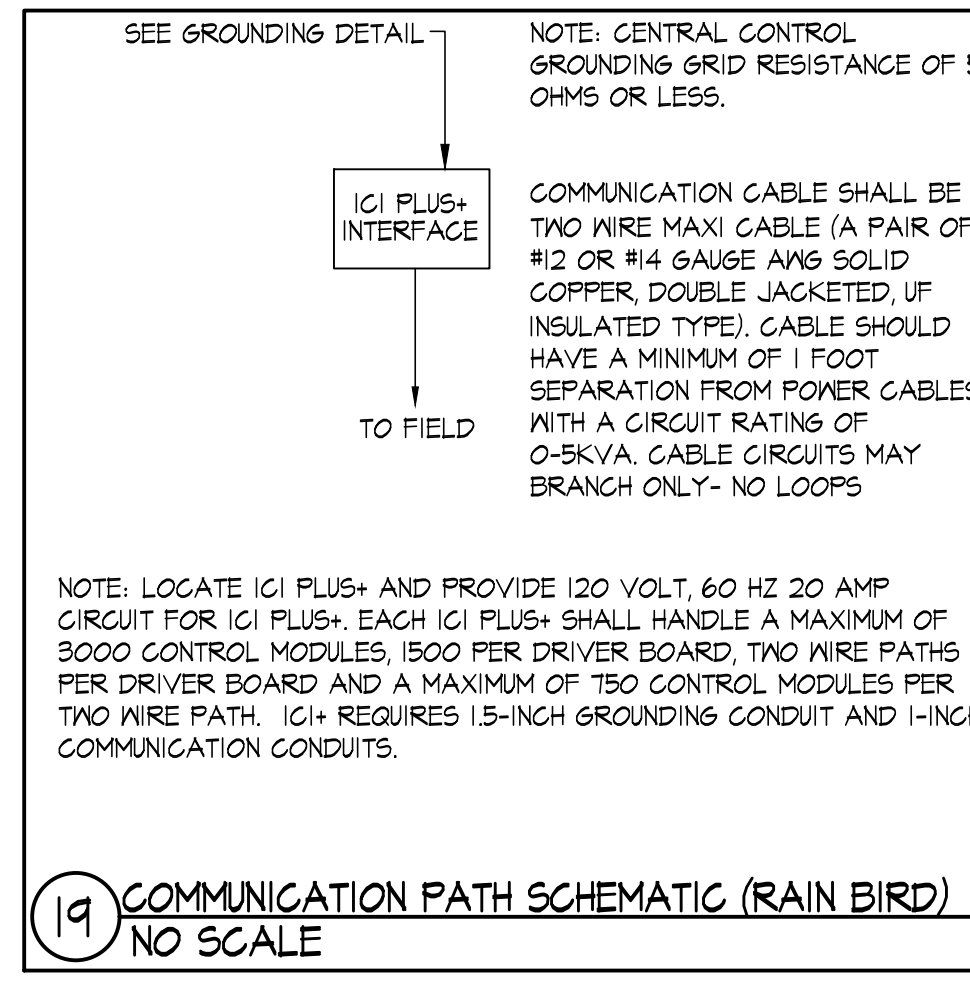 SEE GROUNDING DETAIL
NOTE: CENTRAL CONTROL
GROUNDING GRID RESISTANCE OF 5
OHMS OR LESS.
ICI PLUS+
INTERFACE
TO FIELD
COMMUNICATION CABLE SHALL BE
TWO WIRE MAXI CABLE (A PAIR OF
#12 OR #14 GAUGE AWG SOLID
COPPER, DOUBLE JACKETED, UF
INSULATED TYPE). CABLE SHOULD
HAVE A MINIMUM OF 1 FOOT
SEPARATION FROM POWER CABLES
WITH A CIRCUIT RATING OF
0-5KVA. CABLE CIRCUITS MAY
BRANCH ONLY- NO LOOPS
NOTE: LOCATE ICI PLUS+ AND PROVIDE 120 VOLT, 60 HZ 20 AMP
CIRCUIT FOR ICI PLUS+. EACH ICI PLUS+ SHALL HANDLE A MAXIMUM OF
3000 CONTROL MODULES, 1500 PER DRIVER BOARD, TWO WIRE PATHS
PER DRIVER BOARD AND A MAXIMUM OF 750 CONTROL MODULES PER
TWO WIRE PATH. ICI+ REQUIRES 1.5-INCH GROUNDING CONDUIT AND 1-INCH
COMMUNICATION CONDUITS.
19 COMMUNICATION PATH SCHEMATIC (RAIN BIRD)
NO SCALE